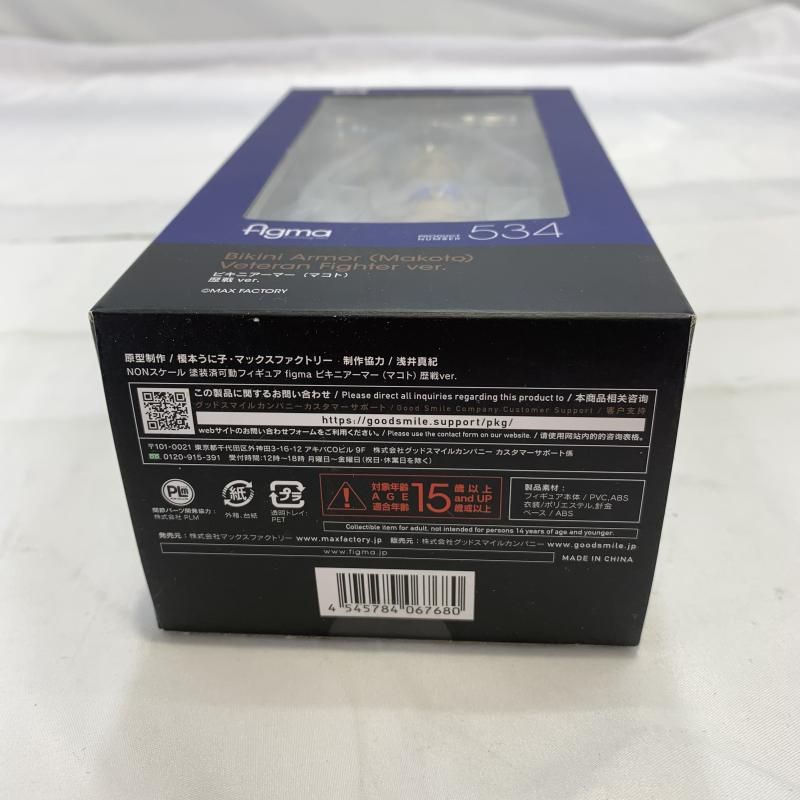 figma PRODUCT NUMBER 534
Bikini Armor (Makoto)
Veteran Fighter ver.
ビキニアーマー（マコト）
歴戦 ver.
©MAX FACTORY
原型制作 / 榎本うに子・マックスファクトリー　制作協力 / 浅井真紀
NONスケール 塗装済可動フィギュア figma ビキニアーマー（マコト）歴戦ver.
この製品に関するお問い合わせ / Please direct all inquiries regarding this product to / 本商品相关咨询
グッドスマイルカンパニーカスタマーサポート / Good Smile Company Customer Support / 客户支持
https://goodsmile.support/pkg/
webサイトのお問い合わせフォームをご利用ください。/ Please use the contact form on our website. / 请使用网站内的的咨询表格。
〒101-0021 東京都千代田区外神田3-16-12 アキバCOビル 9F　株式会社グッドスマイルカンパニー カスタマーサポート係
0120-915-391　受付時間:12時〜18時 月曜日〜金曜日（祝日・休業日を除く）
PLM
関節パーツ開発協力：
株式会社 PLM
紙
外箱、台紙
プラ
透明トレイ：
PET
対象年齢 15 歳以上
AGE and UP
適合年齢 歳或以上
製品素材：
フィギュア本体 / PVC,ABS
衣装/ポリエステル,針金
ベース / ABS
Collectible item for adult, not intended for persons 14 years of age and younger.
発売元：株式会社マックスファクトリー www.maxfactory.jp　販売元：株式会社グッドスマイルカンパニー www.goodsmile.jp
www.figma.jp
MADE IN CHINA
4 545784 067680